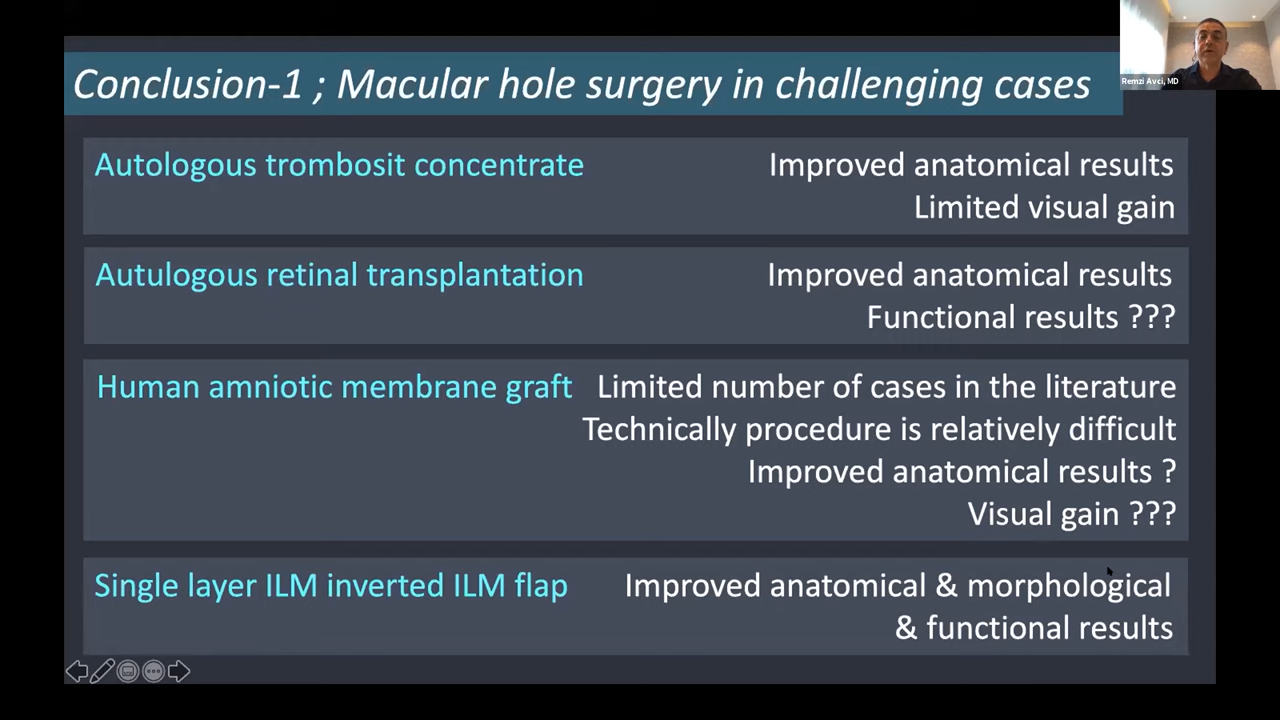 Conclusion-1 ; Macular hole surgery in challenging cases
Remzi Avci, MD
Autologous trombosit concentrate
Improved anatomical results
Limited visual gain
Autulogous retinal transplantation
Improved anatomical results
Functional results ???
Human amniotic membrane graft
Limited number of cases in the literature
Technically procedure is relatively difficult
Improved anatomical results ?
Visual gain ???
Single layer ILM inverted ILM flap
Improved anatomical & morphological
& functional results